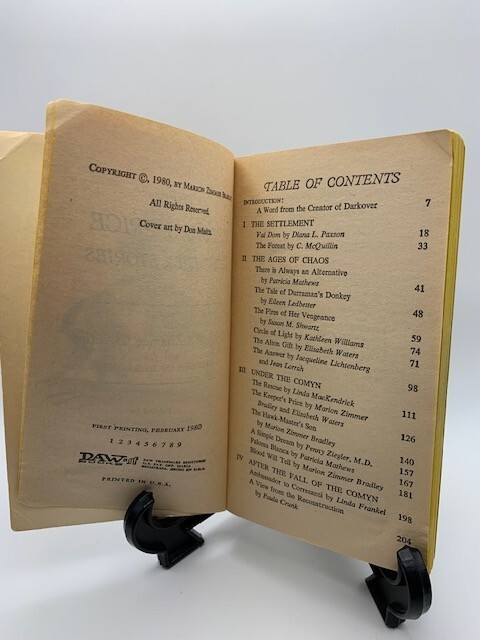 COPYRIGHT ©, 1980, BY MARION ZIMMER
All Rights Reserved.
Cover art by Don Maitz.
FIRST PRINTING, FEBRUARY 1980
1 2 3 4 5 6 7 8 9
DAW
BOOKS
PRINTED IN U.S.A.
TABLE OF CONTENTS
INTRODUCTION:
A Word from the Creator of Darkover 7
I THE SETTLEMENT
Vai Dom by Diana L. Paxson 18
The Forest by C. McQuillin 33
II THE AGES OF CHAOS
There is Always an Alternative
by Patricia Mathews 41
The Tale of Durraman's Donkey
by Eileen Ledbetter 48
The Fires of Her Vengeance
by Susan M. Shwartz 59
Circle of Light by Kathleen Williams 74
The Alton Gift by Elisabeth Waters 71
The Answer by Jacqueline Lichtenberg
and Jean Lorrah 98
III UNDER THE COMYN
The Rescue by Linda MacKendrick
The Keeper's Price by Marion Zimmer 111
Bradley and Elisabeth Waters
The Hawk-Master's Son 126
by Marion Zimmer Bradley
A Simple Dream by Penny Ziegler, M.D. 140
Paloma Blanca by Patricia Mathews 157
Blood Will Tell by Marion Zimmer Bradley 167
IV AFTER THE FALL OF THE COMYN 181
Ambassador to Corresanti by Linda Frankel
A View from the Reconstruction 198
by Paula Crunk
204